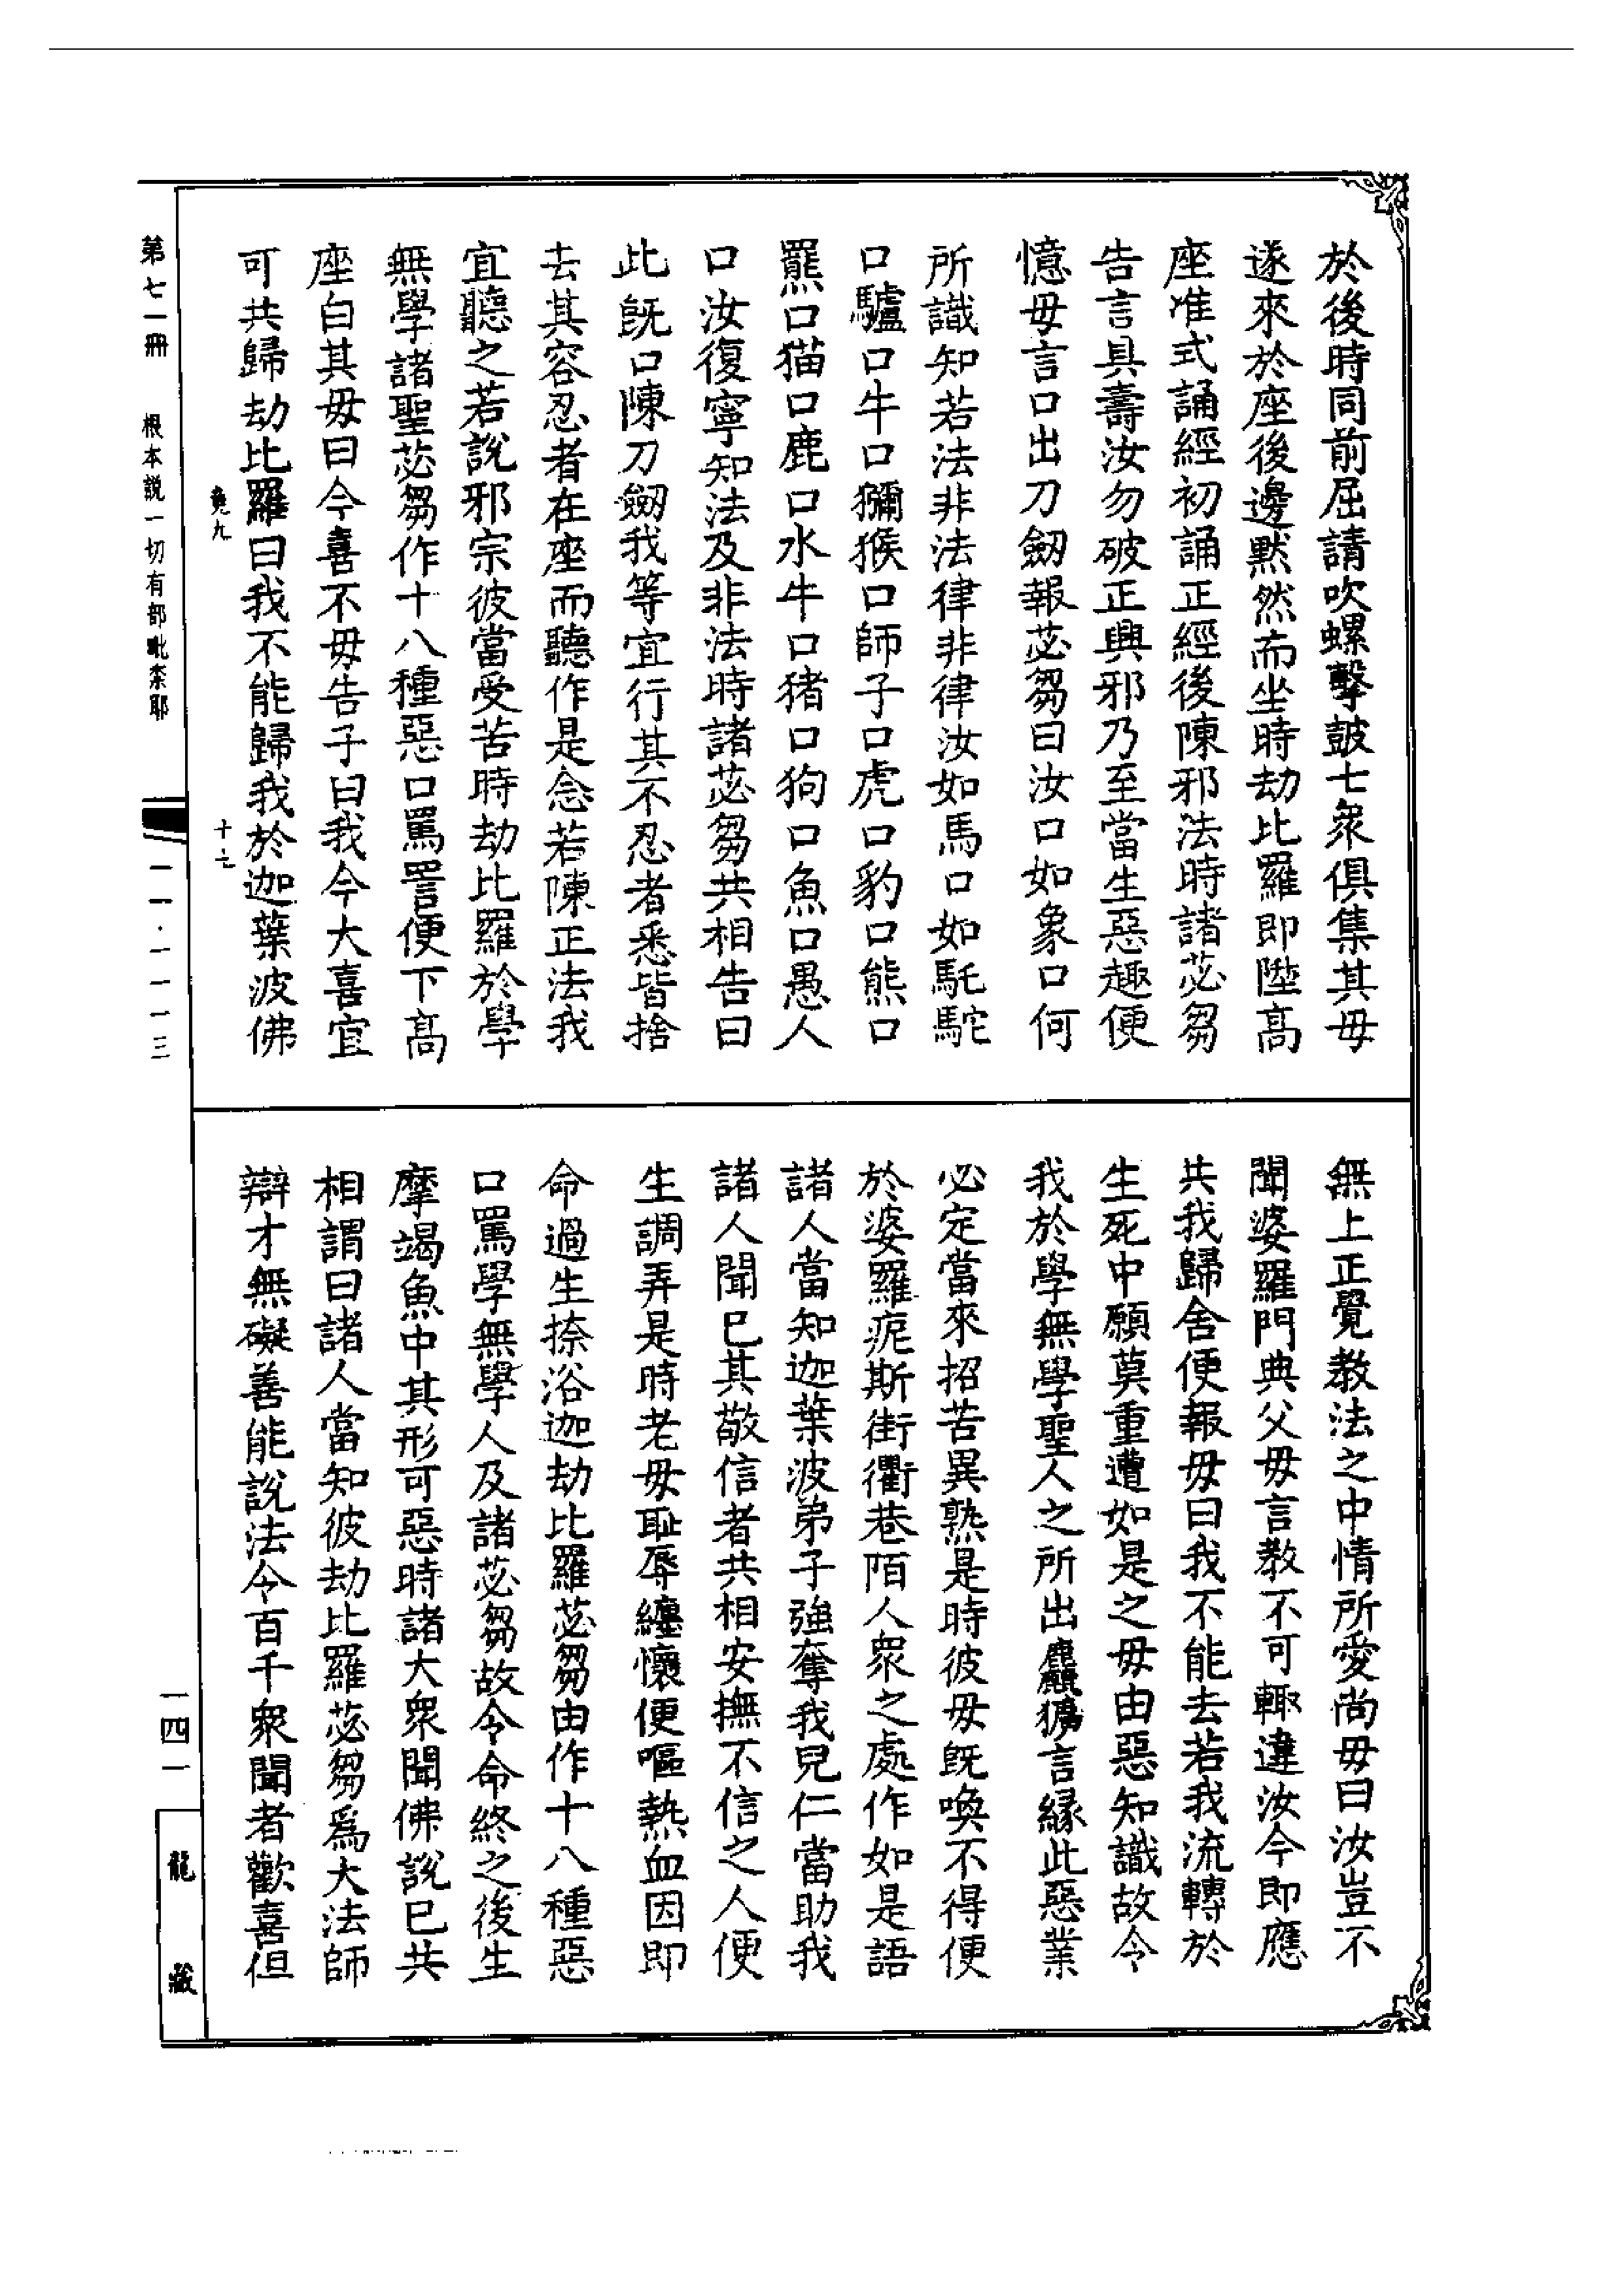 於後時同前屈請吹螺擊鼓七衆俱集其毋
遂來於座後邊默然而坐時劫比羅即陞高
座准式誦經初誦正經後陳邪法時諸苾芻
告言具壽汝勿破正興邪乃至當生惡趣便
憶毋言口出刀劒報苾芻曰汝口如象口何
所識知若法非法律非律汝如馬口如馲駝
口驢口牛口獼猴口師子口虎口豹口熊口
羆口猫口鹿口水牛口猪口狗口魚口愚人
口汝復寧知法及非法時諸苾芻共相告曰
此旣口陳刀劒我等宜行其不忍者悉皆捨
去其容忍者在座而聽作是念若陳正法我
宜聽之若說邪宗彼當受苦時劫比羅於學
無學諸聖苾芻作十八種惡口罵詈便下高
座白其毋曰今喜不毋告子曰我今大喜宜
可共歸劫比羅曰我不能歸我於迦葉波佛
無上正覺教法之中情所愛尚毋曰汝豈不
聞婆羅門典父毋言教不可輙違汝今即應
共我歸舍便報毋曰我不能去若我流轉於
生死中願莫重遭如是之毋由惡知識故今
我於學無學聖人之所出麤獷言緣此惡業
必定當來招苦異熟是時彼毋旣喚不得便
於婆羅痆斯街衢巷陌人衆之處作如是語
諸人當知迦葉波弟子強奪我兒仁當助我
諸人聞已其敬信者共相安撫不信之人便
生調弄是時老毋恥辱纏懷便嘔熱血因即
命過生捺洛迦劫比羅苾芻由作十八種惡
口罵學無學人及諸苾芻故今命終之後生
摩竭魚中其形可惡時諸大衆聞佛說已共
相謂曰諸人當知彼劫比羅苾芻爲大法師
辯才無礙善能說法令百千衆聞者歡喜但
第七一冊　根本説一切有部毗奈耶
一一·一一一三
一四一
龍藏